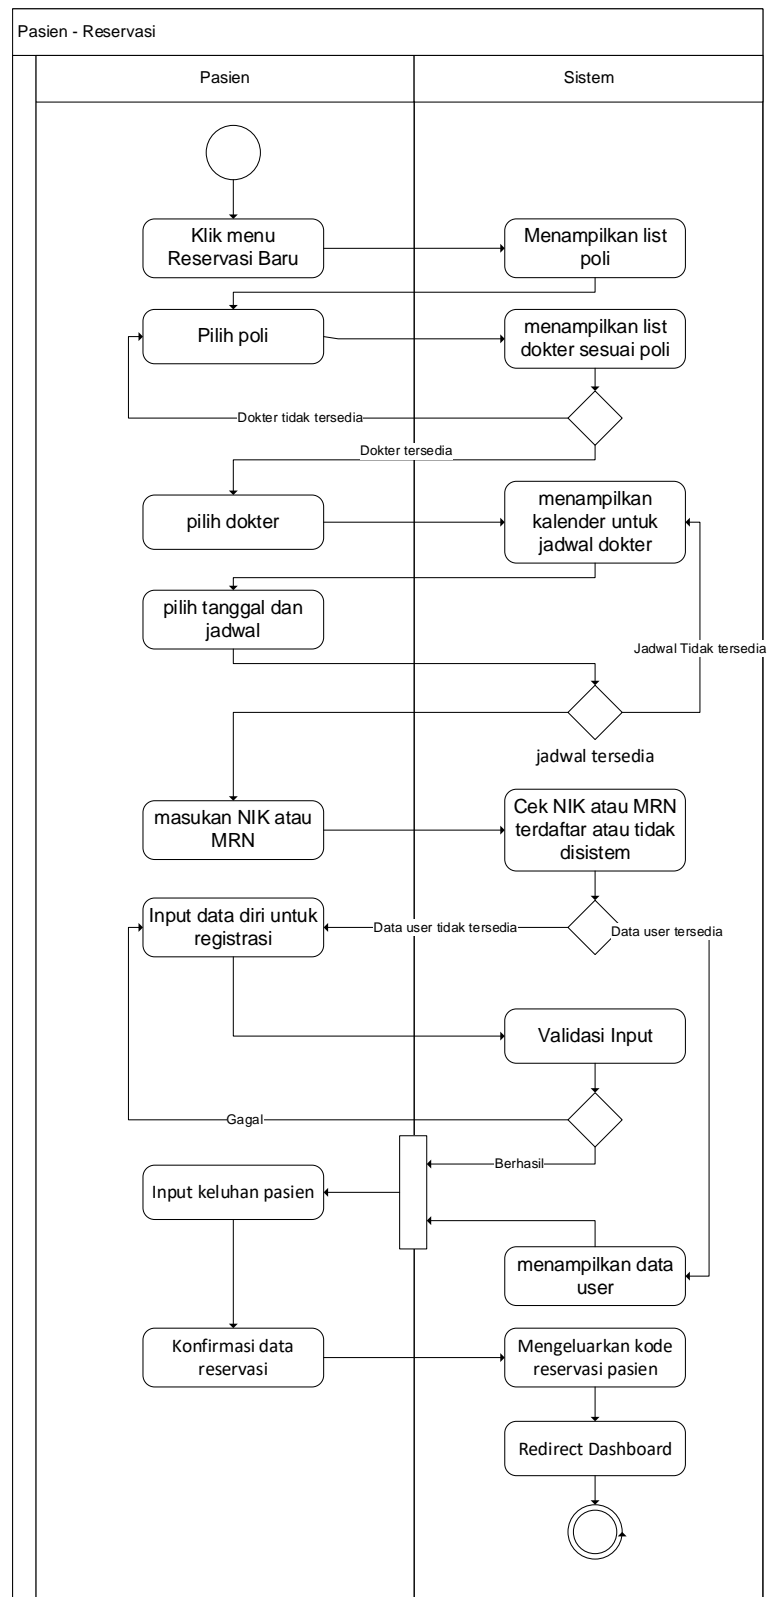 Pasien - Reservasi
Pasien
Sistem
Klik menu
Reservasi Baru
Menampilkan list
poli
Pilih poli
menampilkan list
dokter sesuai poli
Dokter tidak tersedia
Dokter tersedia
pilih dokter
menampilkan
kalender untuk
jadwal dokter
pilih tanggal dan
jadwal
Jadwal Tidak tersedia
jadwal tersedia
masukan NIK atau
MRN
Cek NIK atau MRN
terdaftar atau tidak
disistem
Input data diri untuk
registrasi
Data user tidak tersedia
Data user tersedia
Validasi Input
Gagal
Berhasil
Input keluhan pasien
menampilkan data
user
Konfirmasi data
reservasi
Mengeluarkan kode
reservasi pasien
Redirect Dashboard